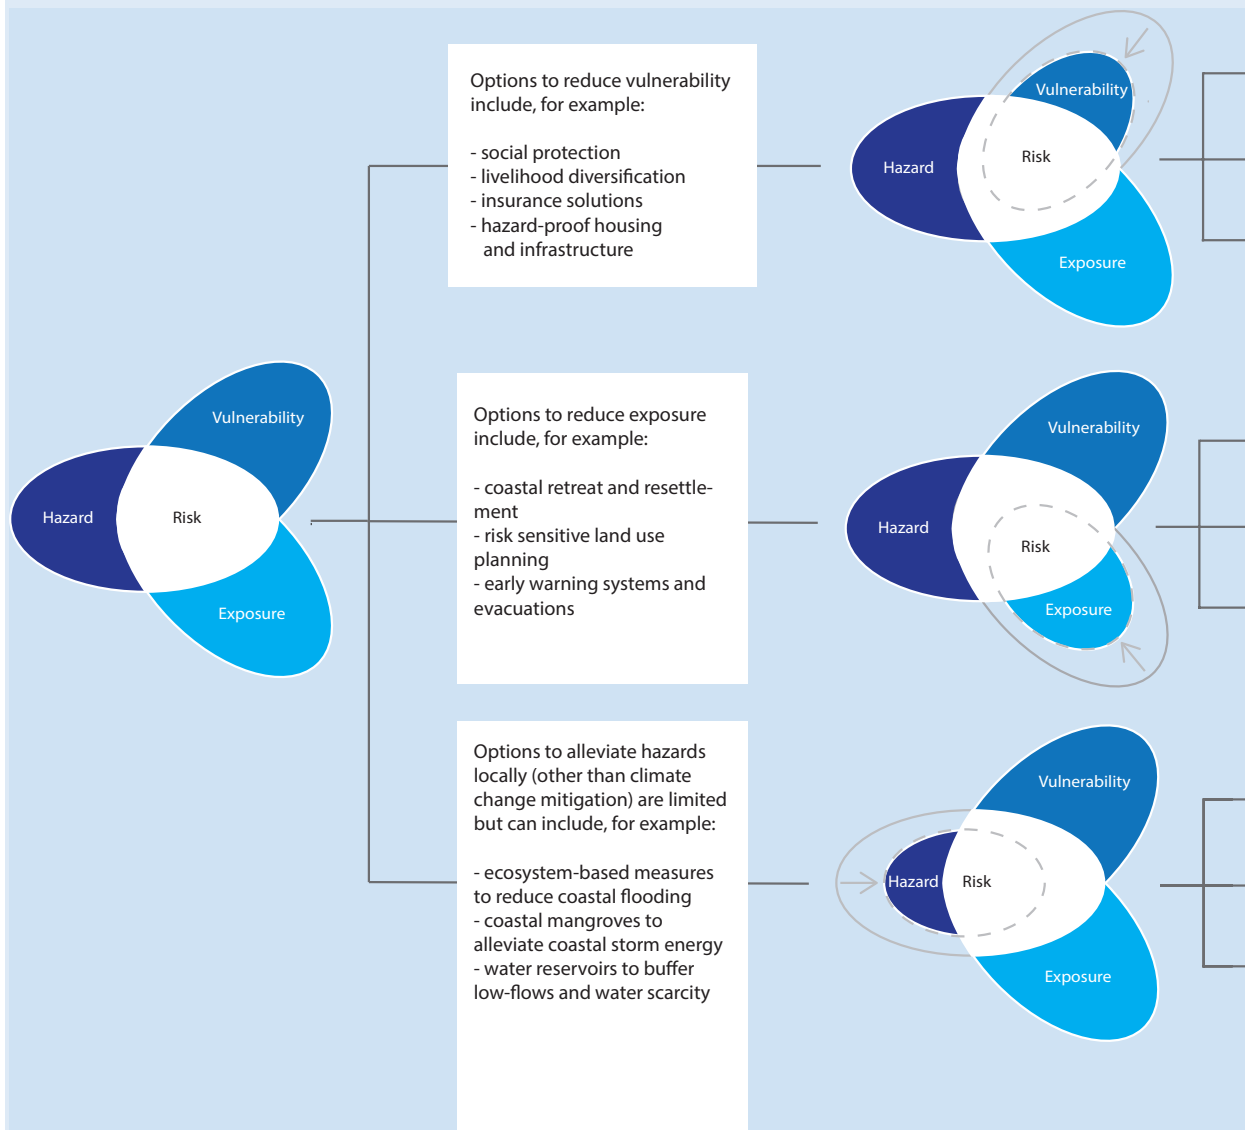 Vulnerability
Hazard
Risk
Exposure
Options to reduce vulnerability
include, for example:
- social protection
- livelihood diversification
- insurance solutions
- hazard-proof housing
and infrastructure
Vulnerability
Hazard
Risk
Exposure
Options to reduce exposure
include, for example:
- coastal retreat and resettle-
ment
- risk sensitive land use
planning
- early warning systems and
evacuations
Vulnerability
Hazard
Risk
Exposure
Options to alleviate hazards
locally (other than climate
change mitigation) are limited
but can include, for example:
- ecosystem-based measures
to reduce coastal flooding
- coastal mangroves to
alleviate coastal storm energy
- water reservoirs to buffer
low-flows and water scarcity
Vulnerability
Hazard
Risk
Exposure